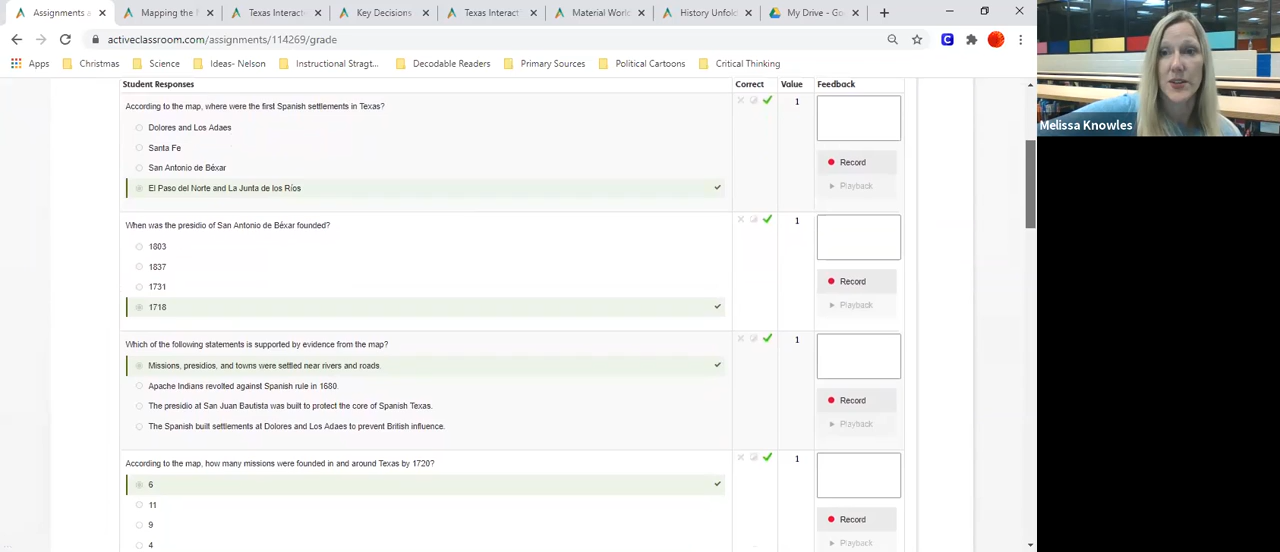 Assignments a
Mapping the F
Texas Interact
Key Decisions
Texas Interact
Material Worl
History Unfold
My Drive - Go
activeclassroom.com/assignments/114269/grade
Apps
Christmas
Science
Ideas- Nelson
Instructional Stragt...
Decodable Reader...
Primary Sources
Political Cartoons
Critical Thinking
Melissa Knowles
Student Responses
Correct
Value
Feedback
According to the map, where were the first Spanish settlements in Texas?
1
Dolores and Los Adaes
Santa Fe
San Antonio de Béxar
El Paso del Norte and La Junta de los Ríos
Record
Playback
When was the presidio of San Antonio de Béxar founded?
1
1803
1837
1731
1718
Record
Playback
Which of the following statements is supported by evidence from the map?
1
Missions, presidios, and towns were settled near rivers and roads.
Apache Indians revolted against Spanish rule in 1680.
The presidio at San Juan Bautista was built to protect the core of Spanish Texas.
The Spanish built settlements at Dolores and Los Adaes to prevent British influence.
Record
Playback
According to the map, how many missions were founded in and around Texas by 1720?
1
6
11
9
4
Record
Playback